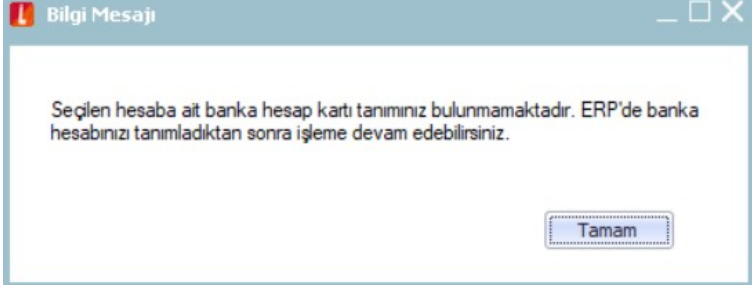 Bilgi Mesajı
Seçilen hesaba ait banka hesap kartı tanımınız bulunmamaktadır. ERP'de banka
hesabınızı tanımladıktan sonra işleme devam edebilirsiniz.
Tamam